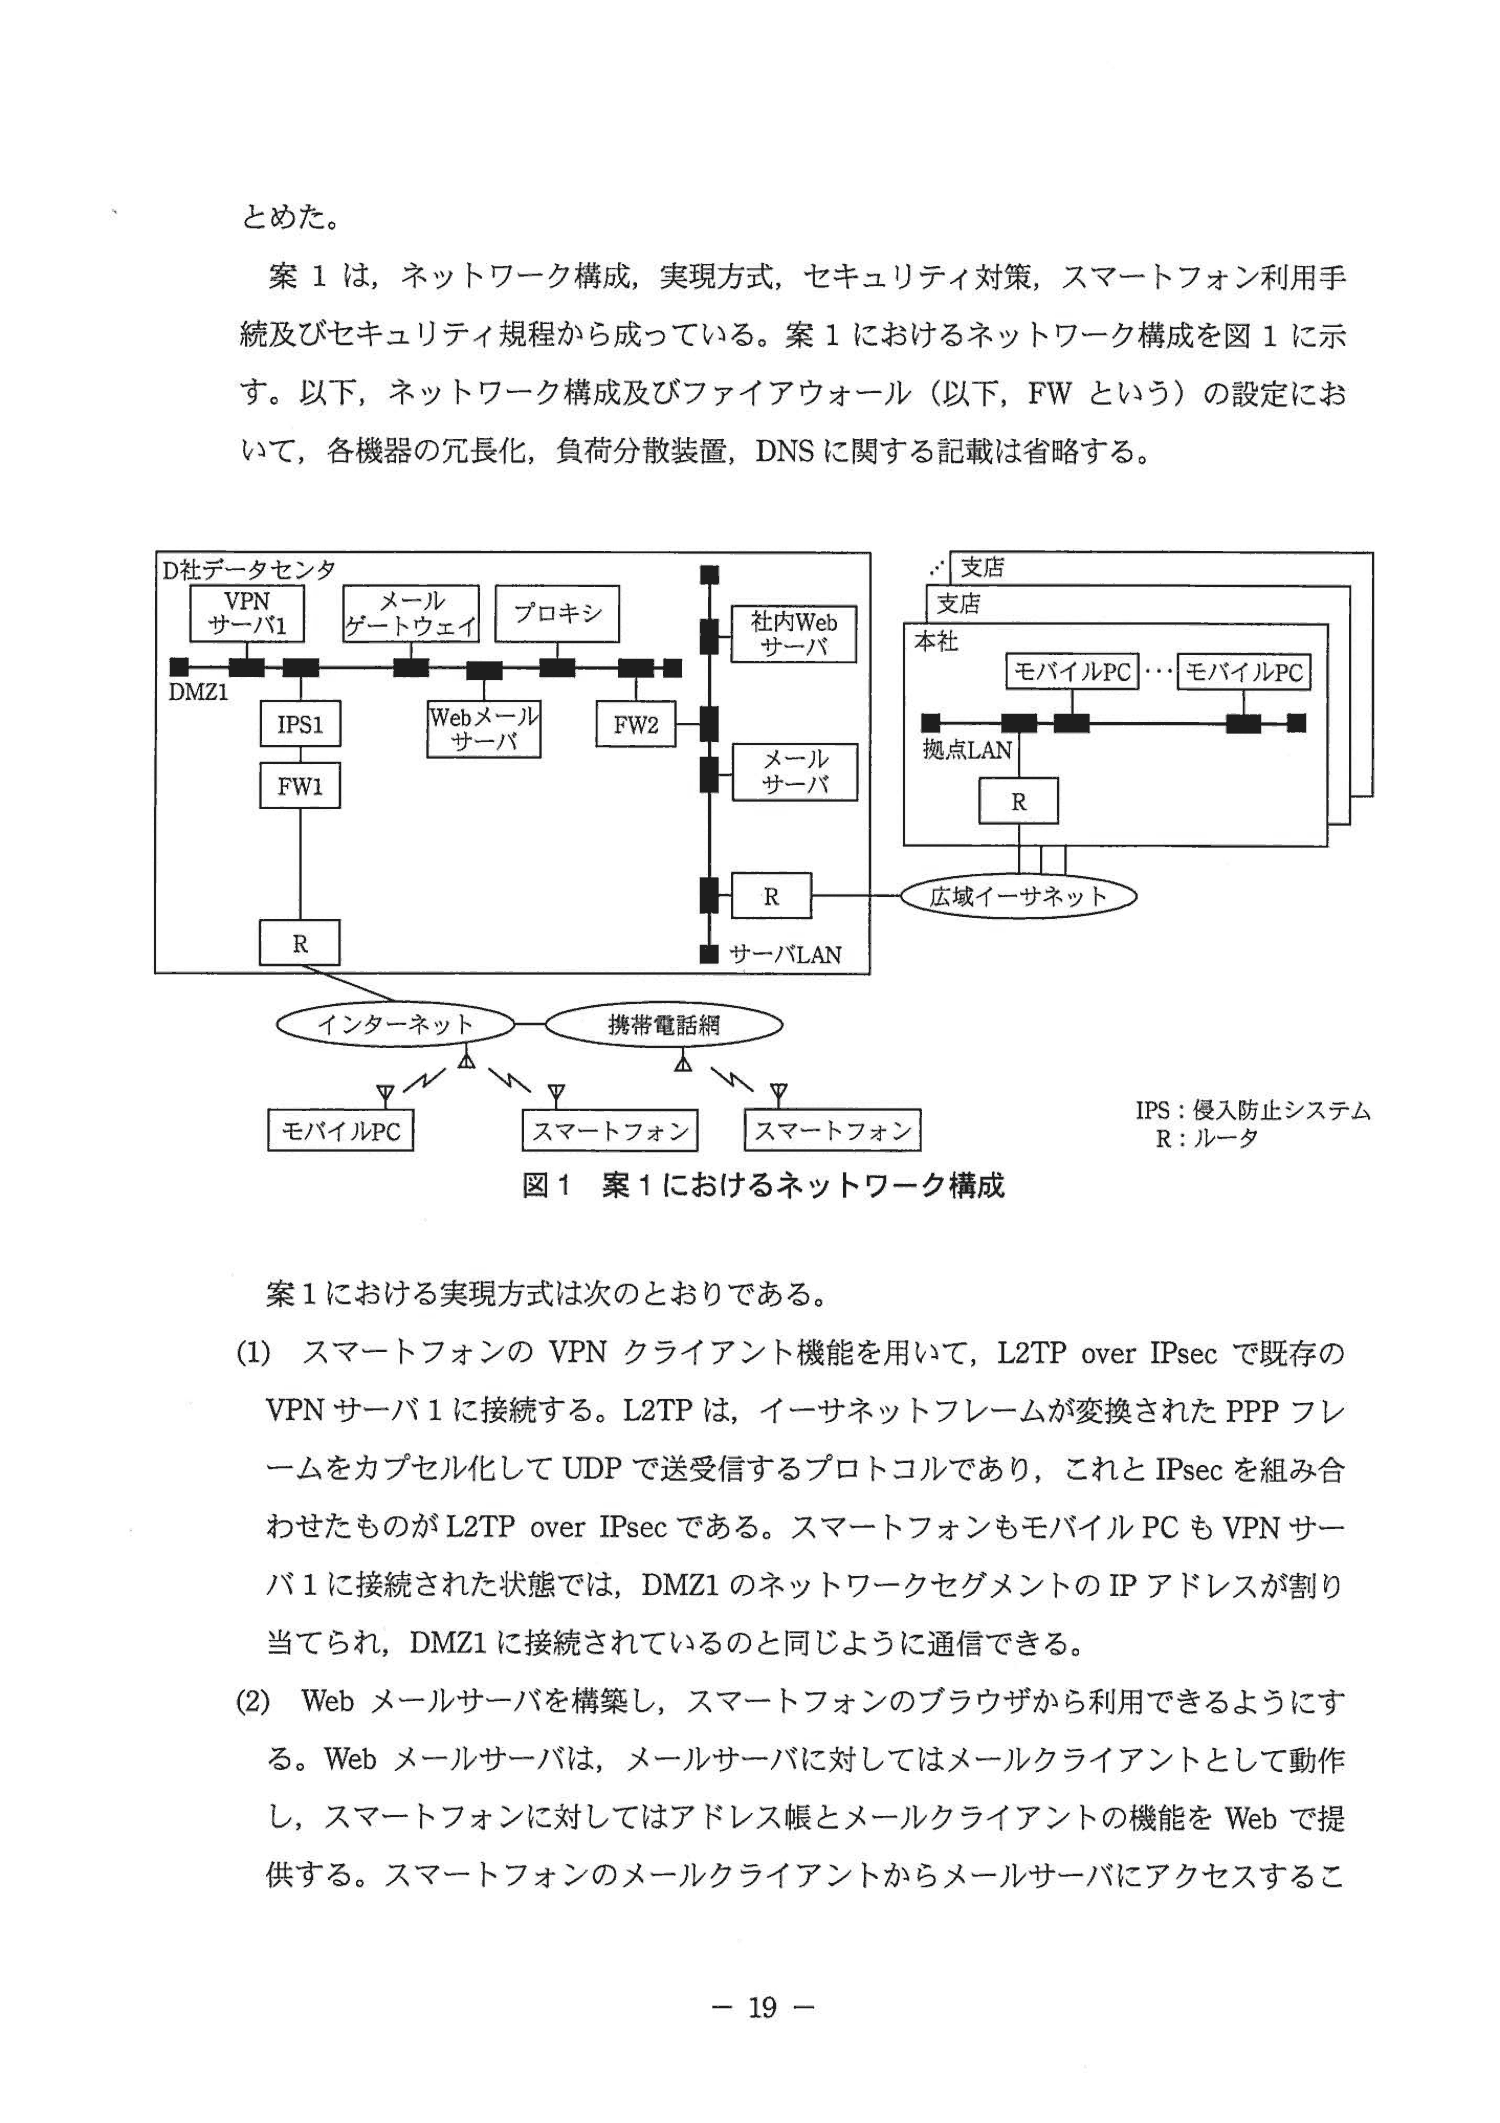 とめた。
案 1 は，ネットワーク構成，実現方式，セキュリティ対策，スマートフォン利用手
続及びセキュリティ規程から成っている。案 1 におけるネットワーク構成を図 1 に示
す。以下，ネットワーク構成及びファイアウォール（以下，FW という）の設定にお
いて，各機器の冗長化，負荷分散装置，DNS に関する記載は省略する。
D社データセンタ
VPN
サーバ1
メール
ゲートウェイ
プロキシ
DMZ1
IPS1
Webメール
サーバ
FW2
FW1
R
社内Web
サーバ
メール
サーバ
R
サーバLAN
支店
支店
本社
モバイルPC
…
モバイルPC
拠点LAN
R
広域イーサネット
インターネット
携帯電話網
モバイルPC
スマートフォン
スマートフォン
IPS：侵入防止システム
R：ルータ
図 1　案 1 におけるネットワーク構成
案 1 における実現方式は次のとおりである。
(1)　スマートフォンの VPN クライアント機能を用いて，L2TP over IPsec で既存の
VPN サーバ 1 に接続する。L2TP は，イーサネットフレームが変換された PPP フレ
ームをカプセル化して UDP で送受信するプロトコルであり，これと IPsec を組み合
わせたものが L2TP over IPsec である。スマートフォンもモバイル PC も VPN サー
バ 1 に接続された状態では，DMZ1 のネットワークセグメントの IP アドレスが割り
当てられ，DMZ1 に接続されているのと同じように通信できる。
(2)　Web メールサーバを構築し，スマートフォンのブラウザから利用できるようにす
る。Web メールサーバは，メールサーバに対してはメールクライアントとして動作
し，スマートフォンに対してはアドレス帳とメールクライアントの機能を Web で提
供する。スマートフォンのメールクライアントからメールサーバにアクセスするこ
－ 19 －